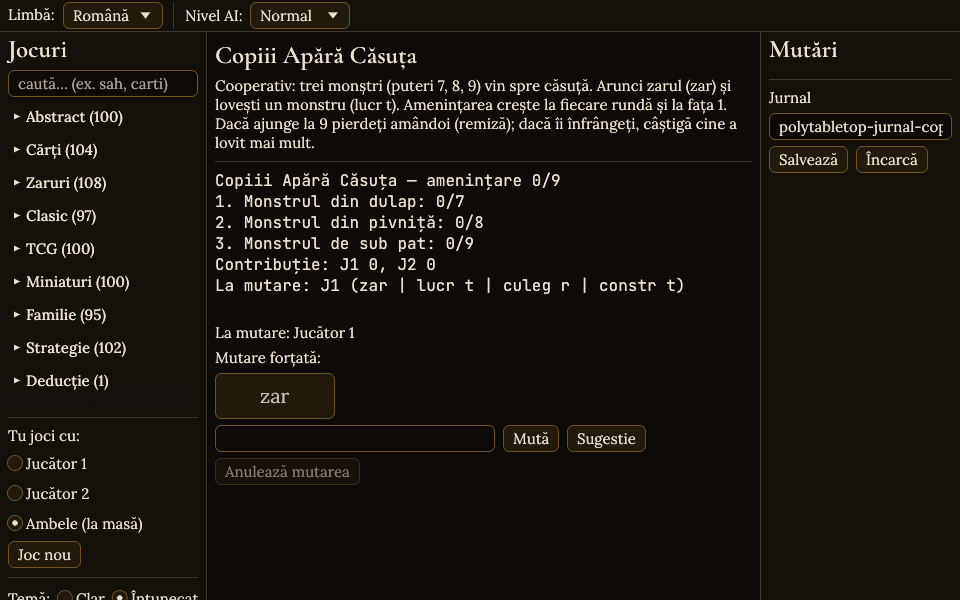 Limbă: Română ▼ Nivel AI: Normal ▼
Jocuri
caută... (ex. sah, carti)
▸ Abstract (100)
▸ Cărți (104)
▸ Zaruri (108)
▸ Clasic (97)
▸ TCG (100)
▸ Miniaturi (100)
▸ Familie (95)
▸ Strategie (102)
▸ Deducție (1)
Tu joci cu:
Jucător 1
Jucător 2
Ambele (la masă)
Joc nou
Temă: Clar Întunecat
Copiii Apără Căsuța
Cooperativ: trei monștri (puteri 7, 8, 9) vin spre căsuță. Arunci zarul (zar) și
lovești un monstru (lucr t). Amenințarea crește la fiecare rundă și la fața 1.
Dacă ajunge la 9 pierdeți amândoi (remiză); dacă îi înfrângeți, câștigă cine a
lovit mai mult.
Copiii Apără Căsuța — amenințare 0/9
1. Monstrul din dulap: 0/7
2. Monstrul din pivniță: 0/8
3. Monstrul de sub pat: 0/9
Contribuție: J1 0, J2 0
La mutare: J1 (zar | lucr t | culeg r | constr t)
La mutare: Jucător 1
Mutare forțată:
zar
Mută Sugestie
Anulează mutarea
Mutări
Jurnal
polytabletop-jurnal-cop
Salvează Încarcă